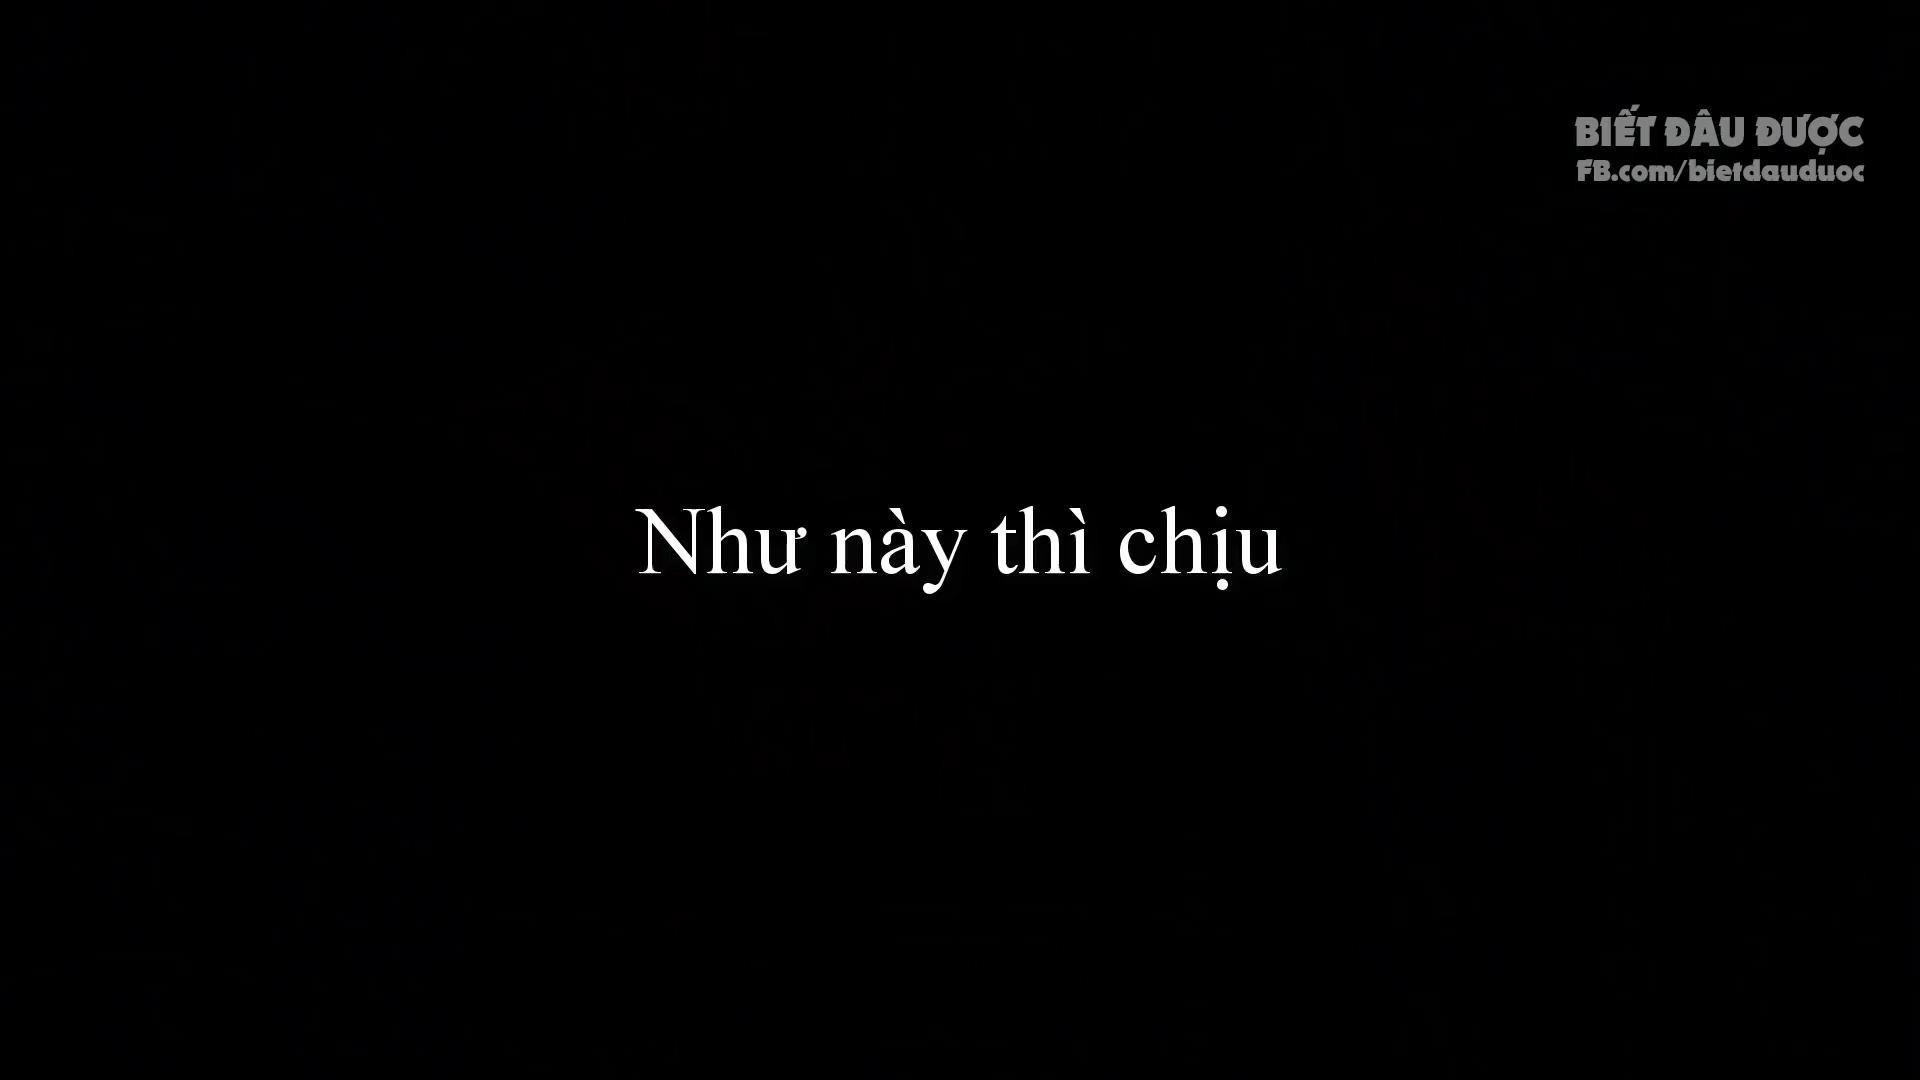 BIẾT ĐÂU ĐƯỢC
FB.com/bietdauduoc
Như này thì chịu